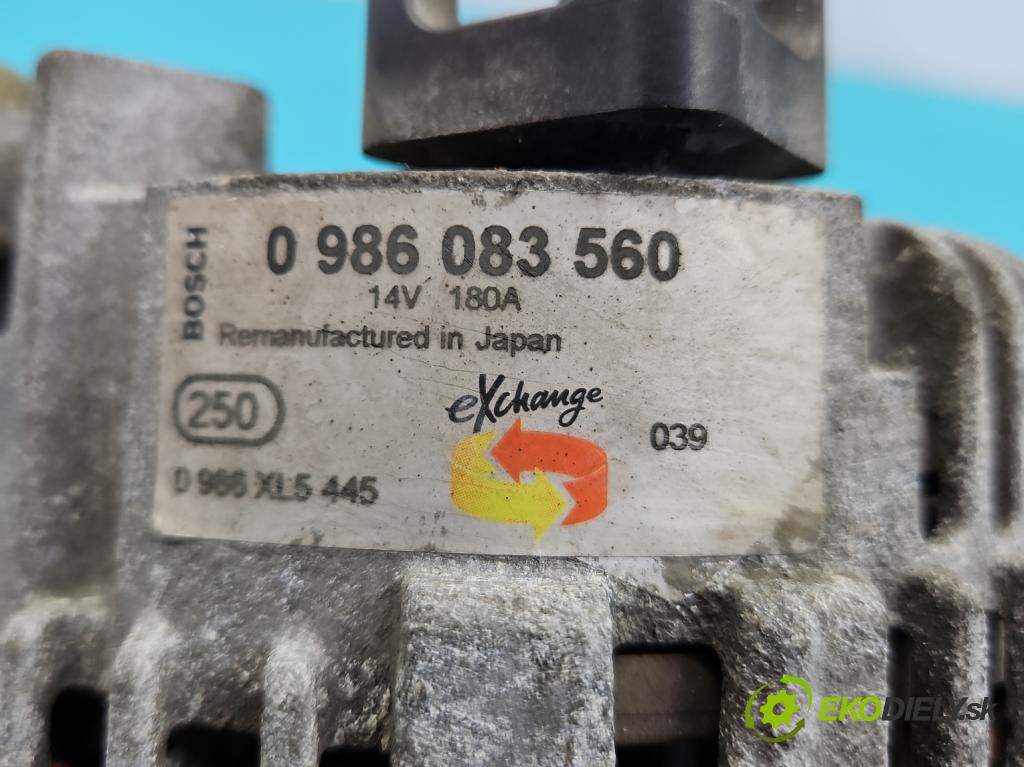 BOSCH
0 986 083 560
14V 180A
Remanufactured in Japan
250
eXchange
039
0 986 XL5 445
EKODIELY.sk